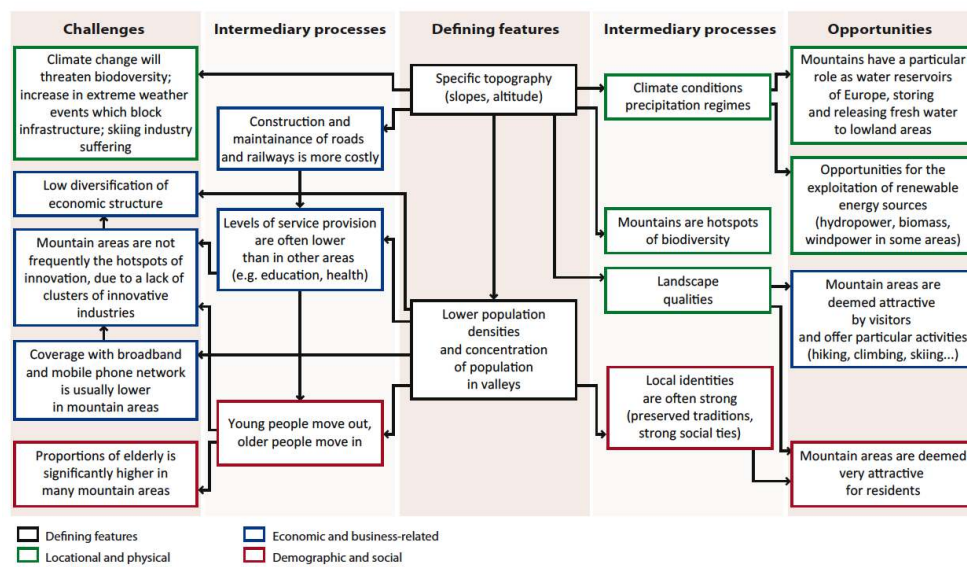 Challenges
Intermediary processes
Defining features
Intermediary processes
Opportunities
Climate change will
threaten biodiversity;
increase in extreme weather
events which block
infrastructure; skiing industry
suffering
Low diversification of
economic structure
Mountain areas are not
frequently the hotspots of
innovation, due to a lack of
clusters of innovative
industries
Coverage with broadband
and mobile phone network
is usually lower
in mountain areas
Proportions of elderly is
significantly higher in
many mountain areas
Construction and
maintainance of roads
and railways is more costly
Levels of service provision
are often lower
than in other areas
(e.g. education, health)
Young people move out,
older people move in
Specific topography
(slopes, altitude)
Lower population
densities
and concentration
of population
in valleys
Climate conditions
precipitation regimes
Mountains are hotspots
of biodiversity
Landscape
qualities
Local identities
are often strong
(preserved traditions,
strong social ties)
Mountains have a particular
role as water reservoirs
of Europe, storing
and releasing fresh water
to lowland areas
Opportunities for the
exploitation of renewable
energy sources
(hydropower, biomass,
windpower in some areas)
Mountain areas are
deemed attractive
by visitors
and offer particular activities
(hiking, climbing, skiing...)
Mountain areas are deemed
very attractive
for residents
Defining features
Economic and business-related
Locational and physical
Demographic and social